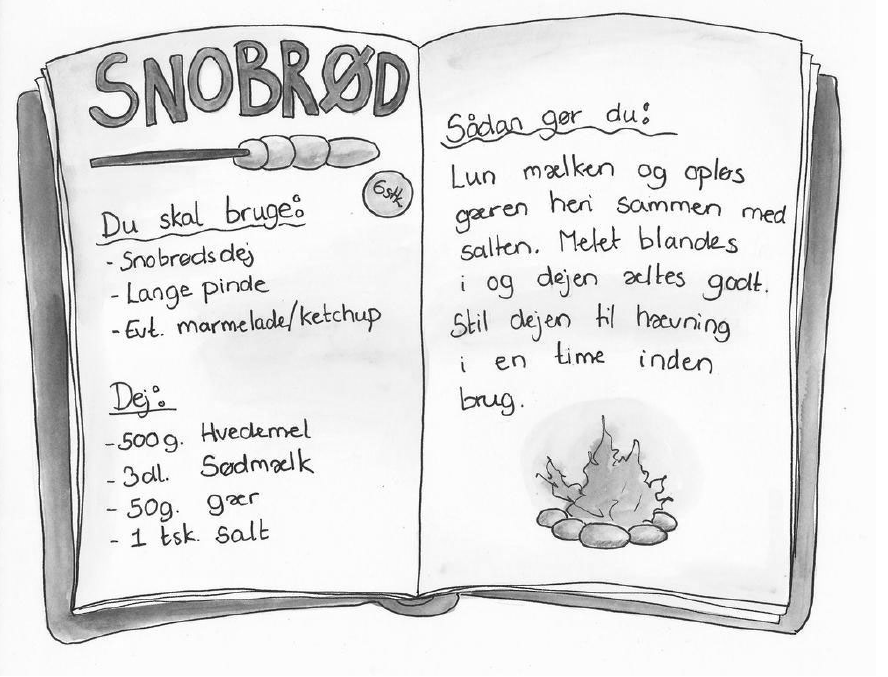 SNOBRØD
6stk
Du skal bruge:
- Snobrødsdej
- Lange pinde
- Evt. marmelade/ketchup
Dej:
- 500g. Hvedemel
- 3dl. Sødmælk
- 50g. gær
- 1 tsk. salt
Sådan gør du:
Lun mælken og opløs
gæren heri sammen med
salten. Melet blandes
i og dejen æltes godt.
Stil dejen til hævning
i en time inden
brug.